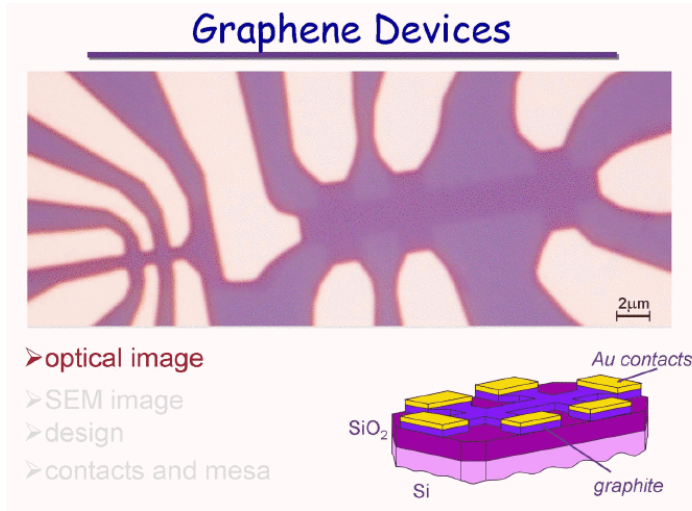 Graphene Devices
2μm
➢optical image
➢SEM image
➢design
➢contacts and mesa
Au contacts
SiO₂
Si
graphite